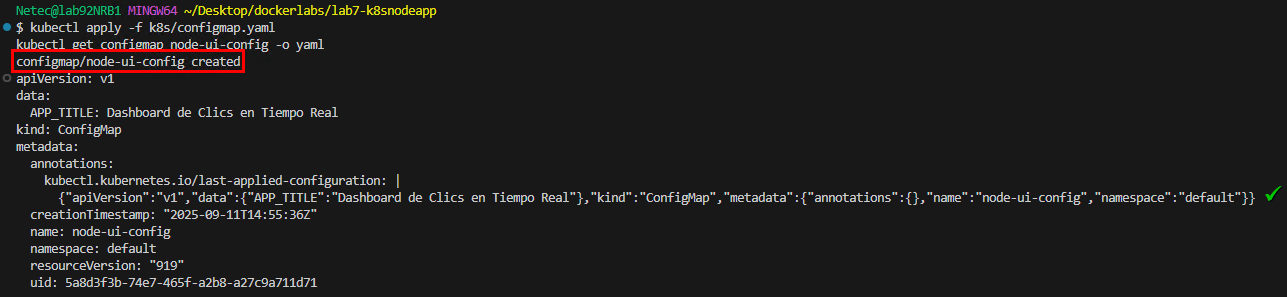 Netec@lab92NRB1 MINGW64 ~/Desktop/dockerlabs/lab7-k8snodeapp
$ kubectl apply -f k8s/configmap.yaml
kubectl get configmap node-ui-config -o yaml
configmap/node-ui-config created
apiVersion: v1
data:
  APP_TITLE: Dashboard de Clics en Tiempo Real
kind: ConfigMap
metadata:
  annotations:
    kubectl.kubernetes.io/last-applied-configuration: |
      {"apiVersion":"v1","data":{"APP_TITLE":"Dashboard de Clics en Tiempo Real"},"kind":"ConfigMap","metadata":{"annotations":{},"name":"node-ui-config","namespace":"default"}}
  creationTimestamp: "2025-09-11T14:55:36Z"
  name: node-ui-config
  namespace: default
  resourceVersion: "919"
  uid: 5a8d3f3b-74e7-465f-a2b8-a27c9a711d71